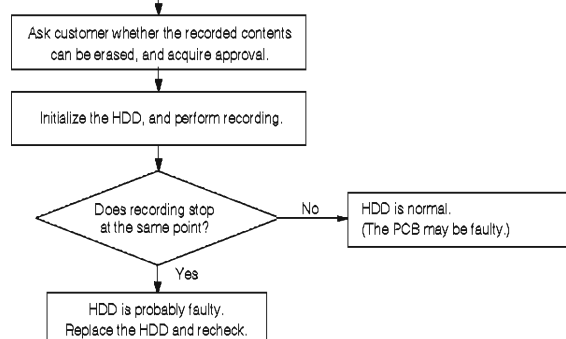 Ask customer whether the recorded contents
can be erased, and acquire approval.
Initialize the HDD, and perform recording.
Does recording stop
at the same point?
No
HDD is normal.
(The PCB may be faulty.)
Yes
HDD is probably faulty.
Replace the HDD and recheck.